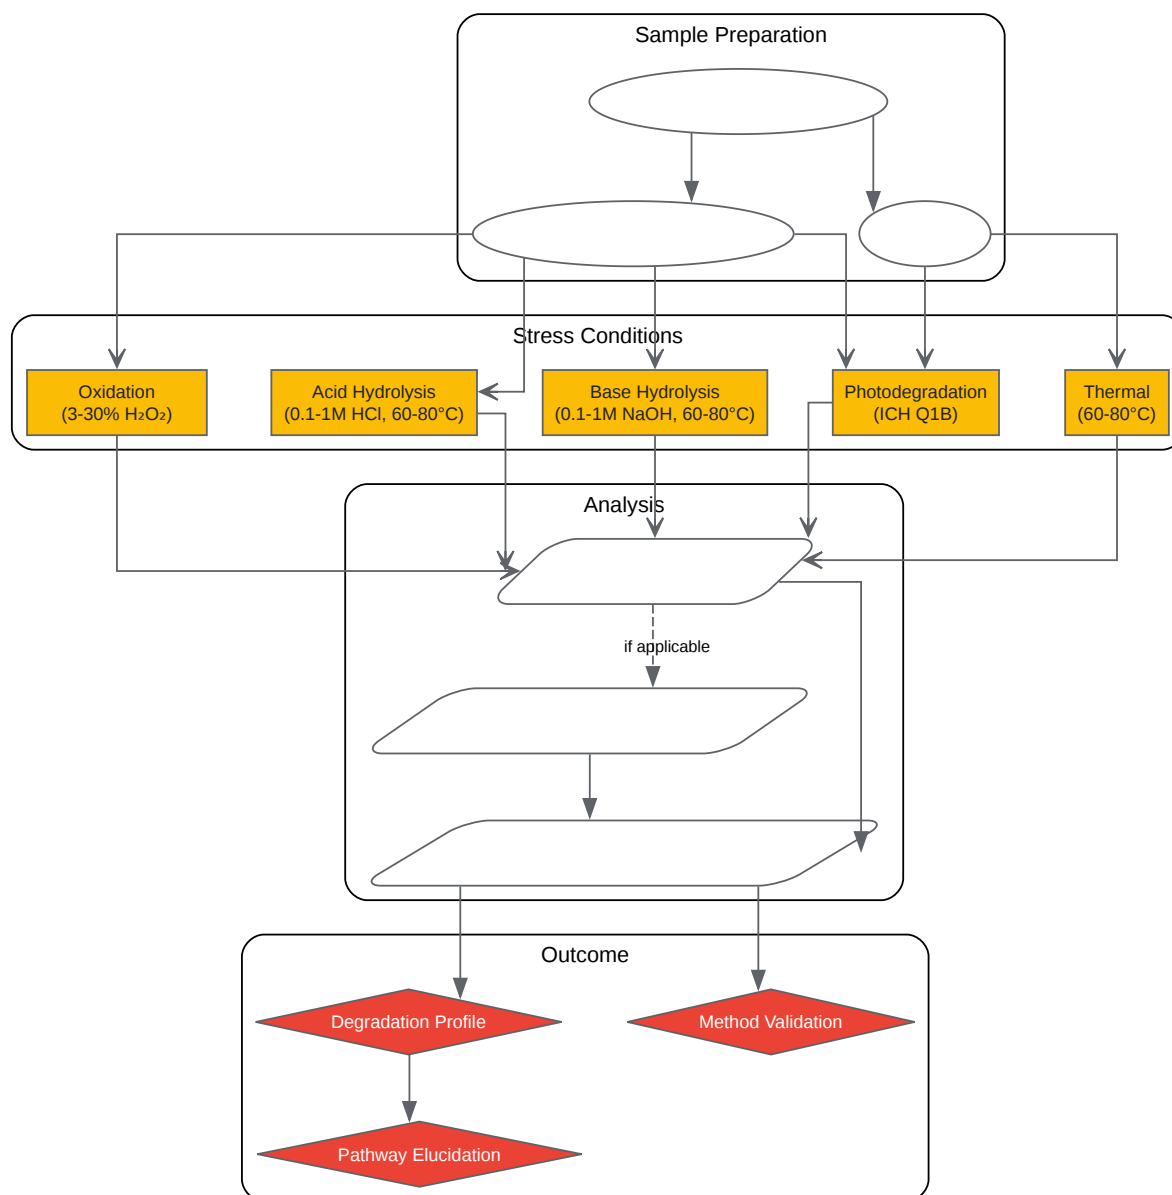 Sample Preparation
Stress Conditions
Oxidation
(3-30% H₂O₂)
Acid Hydrolysis
(0.1-1M HCl, 60-80°C)
Base Hydrolysis
(0.1-1M NaOH, 60-80°C)
Photodegradation
(ICH Q1B)
Thermal
(60-80°C)
Analysis
if applicable
Outcome
Degradation Profile
Method Validation
Pathway Elucidation